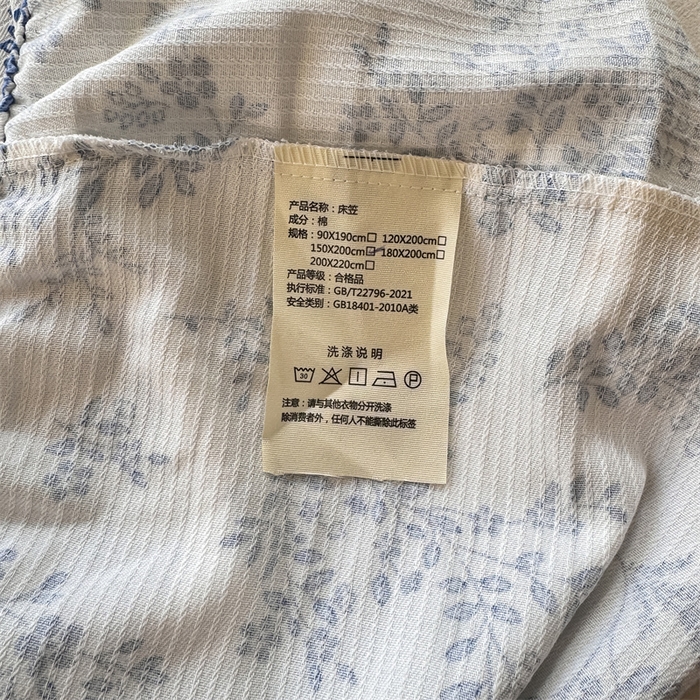 产品名称：床笠
成分：棉
规格：90X190cm□ 120X200cm□
150X200cm☑ 180X200cm□
200X220cm□
产品等级：合格品
执行标准：GB/T22796-2021
安全类别：GB18401-2010A类
洗涤说明
30 P
注意：请与其他衣物分开洗涤
除消费者外，任何人不能撕除此标签